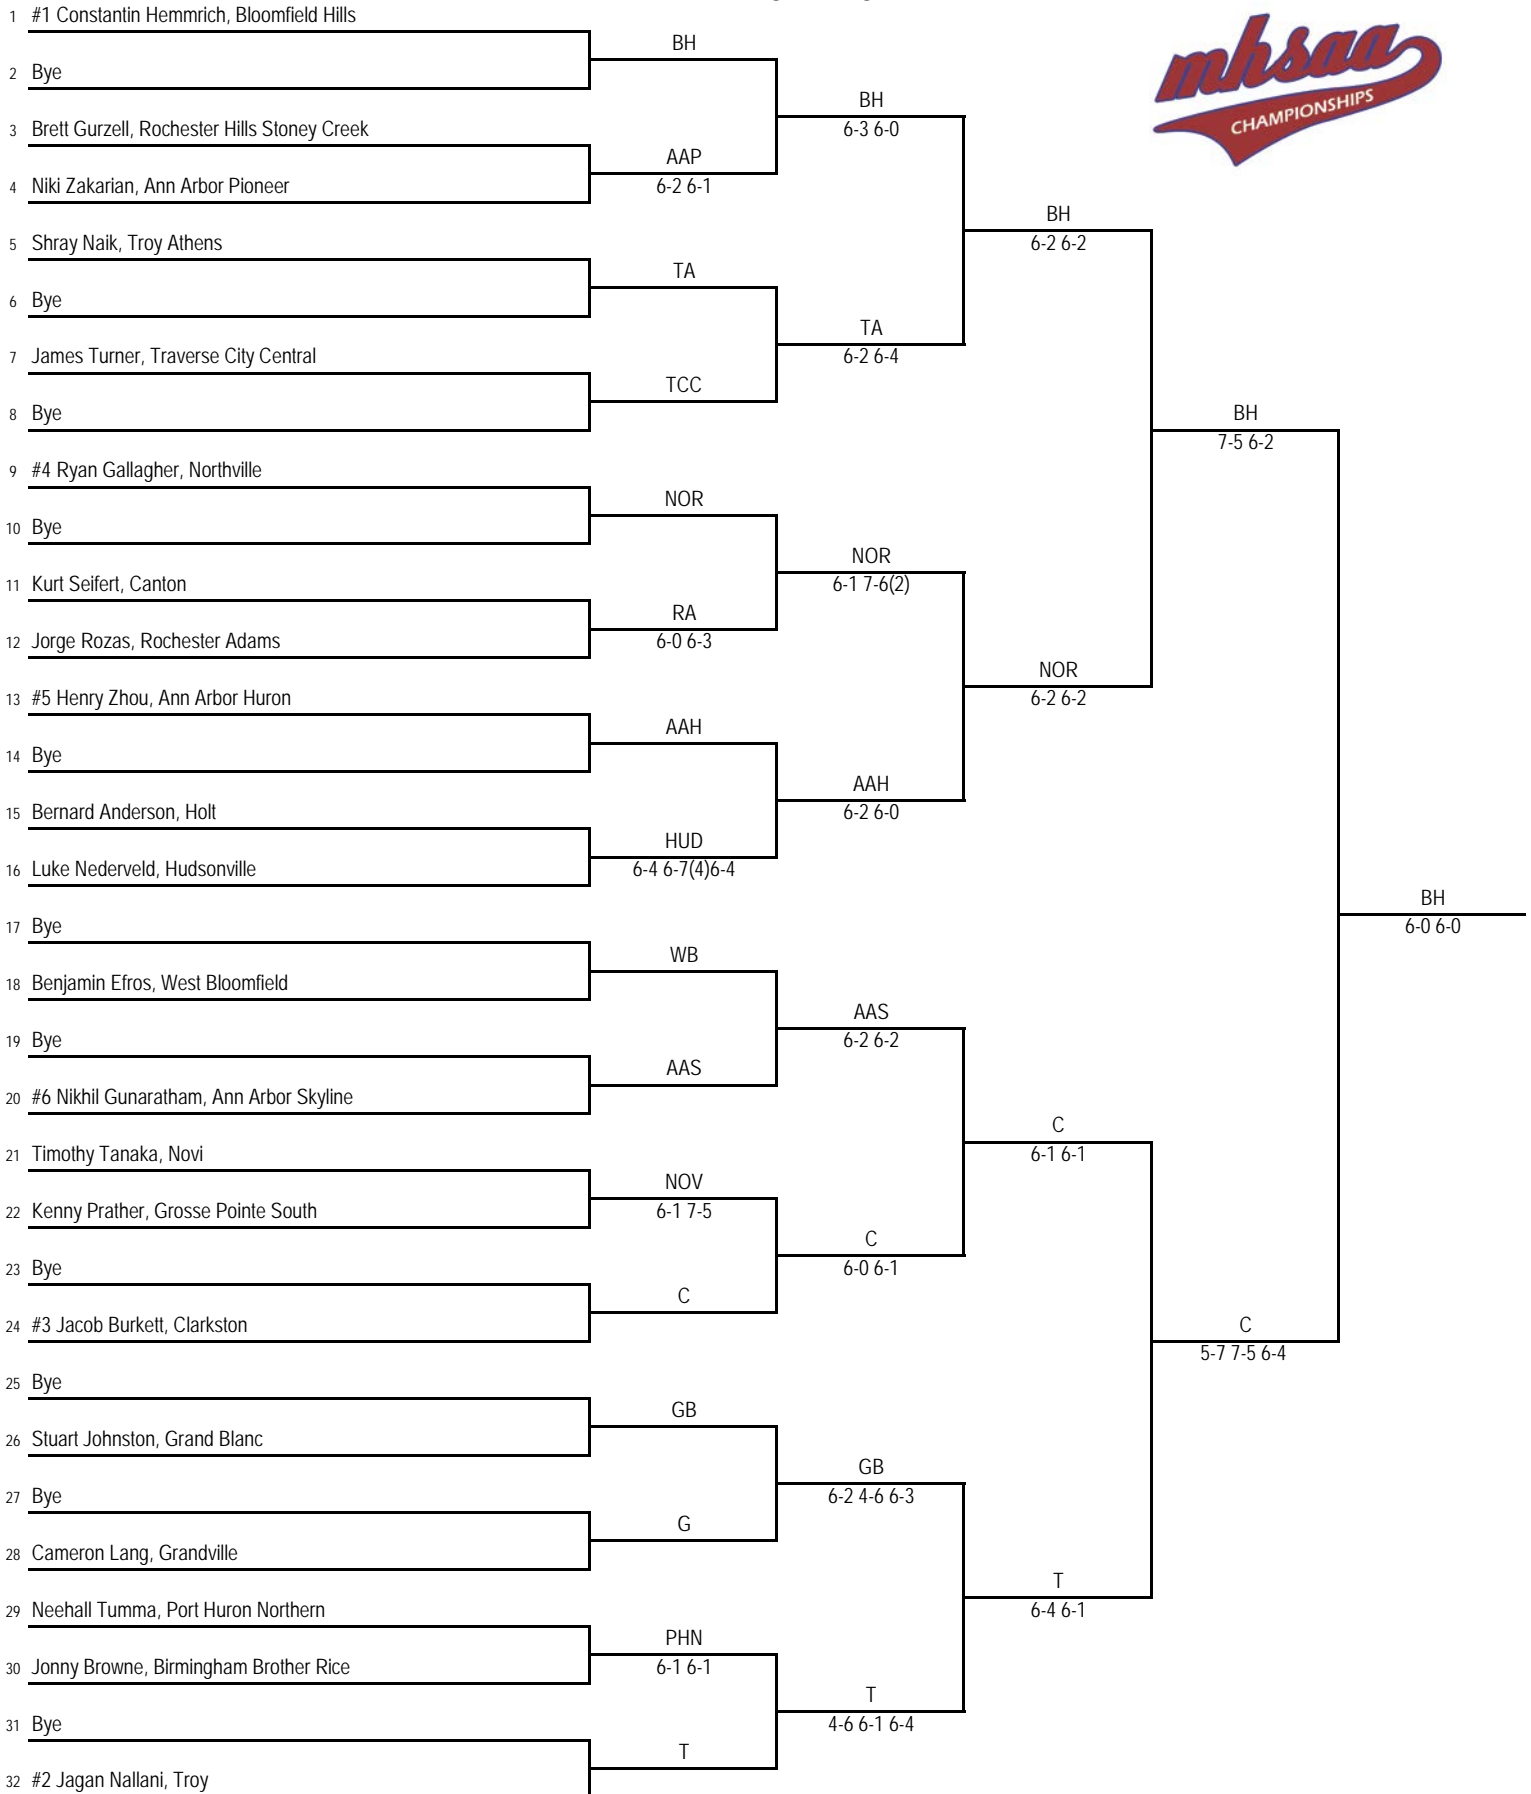 1 #1 Constantin Hemmrich, Bloomfield Hills
BH
2 Bye
BH
6-3 6-0
3 Brett Gurzell, Rochester Hills Stoney Creek
AAP
6-2 6-1
4 Niki Zakarian, Ann Arbor Pioneer
BH
6-2 6-2
5 Shray Naik, Troy Athens
TA
6 Bye
TA
6-2 6-4
7 James Turner, Traverse City Central
TCC
8 Bye
BH
7-5 6-2
9 #4 Ryan Gallagher, Northville
NOR
10 Bye
NOR
6-1 7-6(2)
11 Kurt Seifert, Canton
RA
6-0 6-3
12 Jorge Rozas, Rochester Adams
NOR
6-2 6-2
13 #5 Henry Zhou, Ann Arbor Huron
AAH
14 Bye
AAH
6-2 6-0
15 Bernard Anderson, Holt
HUD
6-4 6-7(4)6-4
16 Luke Nederveld, Hudsonville
BH
6-0 6-0
17 Bye
WB
18 Benjamin Efros, West Bloomfield
AAS
6-2 6-2
19 Bye
AAS
20 #6 Nikhil Gunaratham, Ann Arbor Skyline
C
6-1 6-1
21 Timothy Tanaka, Novi
NOV
6-1 7-5
22 Kenny Prather, Grosse Pointe South
C
6-0 6-1
23 Bye
C
24 #3 Jacob Burkett, Clarkston
C
5-7 7-5 6-4
25 Bye
GB
26 Stuart Johnston, Grand Blanc
GB
6-2 4-6 6-3
27 Bye
G
28 Cameron Lang, Grandville
T
6-4 6-1
29 Neehall Tumma, Port Huron Northern
PHN
6-1 6-1
30 Jonny Browne, Birmingham Brother Rice
T
4-6 6-1 6-4
31 Bye
T
32 #2 Jagan Nallani, Troy
mhsaa
CHAMPIONSHIPS